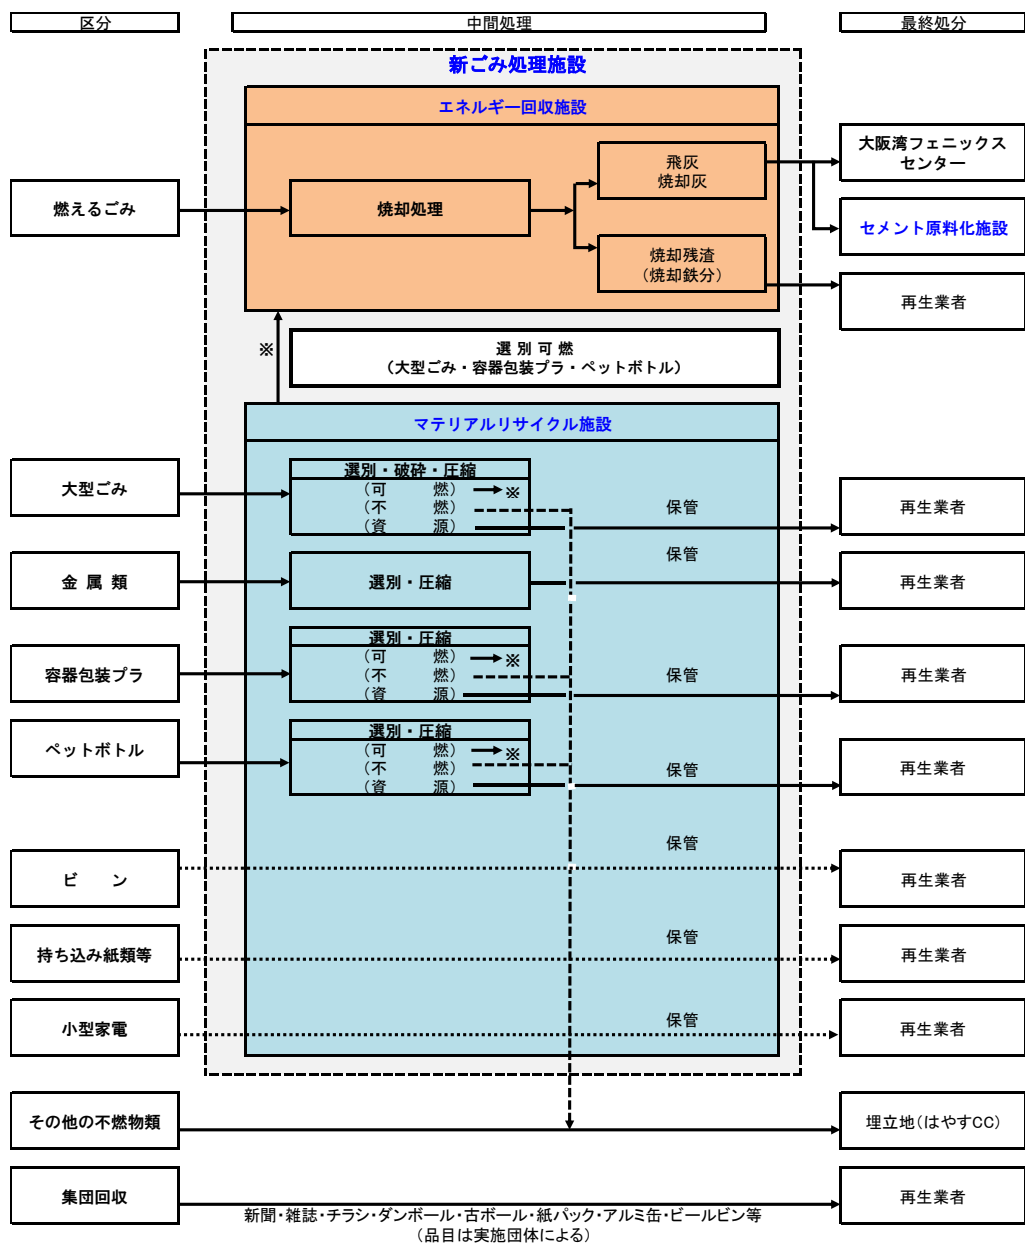 区分
中間処理
最終処分
新ごみ処理施設
エネルギー回収施設
燃えるごみ
焼却処理
飛灰
焼却灰
焼却残渣
（焼却鉄分）
大阪湾フェニックス
センター
セメント原料化施設
再生業者
※
選 別 可 燃
（大型ごみ・容器包装プラ・ペットボトル）
マテリアルリサイクル施設
大型ごみ
選別・破砕・圧縮
（可　　　燃） ※
（不　　　燃）
（資　　　源）
保管
再生業者
金 属 類
選別・圧縮
保管
再生業者
容器包装プラ
選別・圧縮
（可　　　燃） ※
（不　　　燃）
（資　　　源）
保管
再生業者
ペットボトル
選別・圧縮
（可　　　燃） ※
（不　　　燃）
（資　　　源）
保管
再生業者
ビ　　ン
保管
再生業者
持ち込み紙類等
保管
再生業者
小型家電
保管
再生業者
その他の不燃物類
埋立地（はやすCC）
集団回収
再生業者
新聞・雑誌・チラシ・ダンボール・古ボール・紙パック・アルミ缶・ビールビン等
（品目は実施団体による）